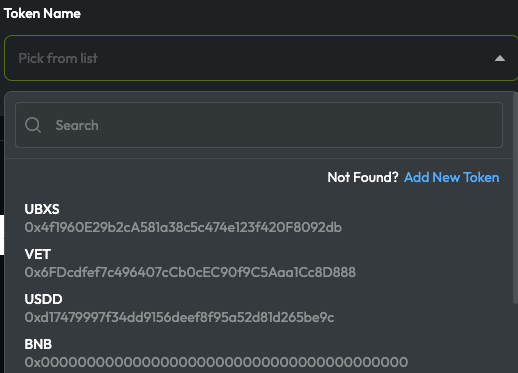 Token Name
Pick from list
Search
Not Found? Add New Token
UBXS
0x4f1960E29b2cA581a38c5c474e123f420F8092db
VET
0x6FDcdfef7c496407cCb0cEC90f9C5Aaa1Cc8D888
USDD
0xd17479997f34dd9156deef8f95a52d81d265be9c
BNB
0x0000000000000000000000000000000000000000